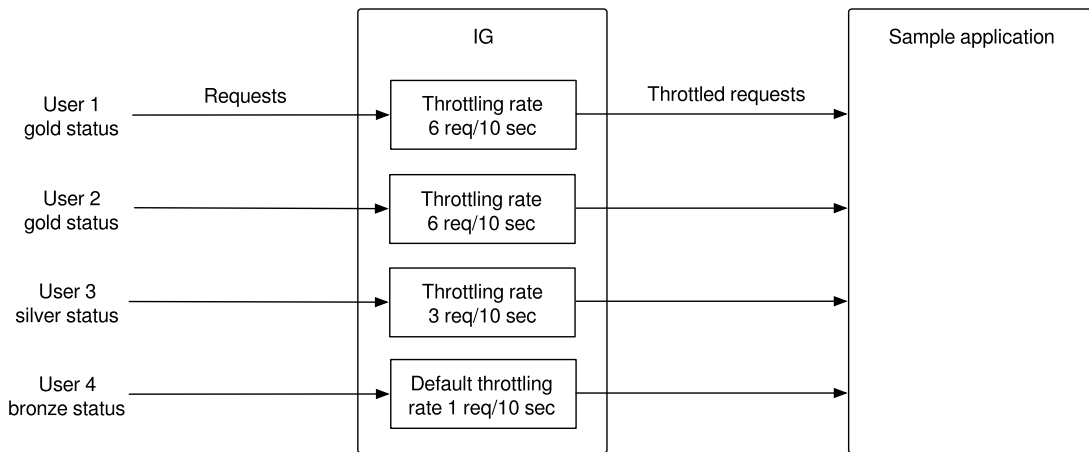 IG
Sample application
User 1
gold status
Requests
Throttling rate
6 req/10 sec
Throttled requests
User 2
gold status
Throttling rate
6 req/10 sec
User 3
silver status
Throttling rate
3 req/10 sec
User 4
bronze status
Default throttling
rate 1 req/10 sec